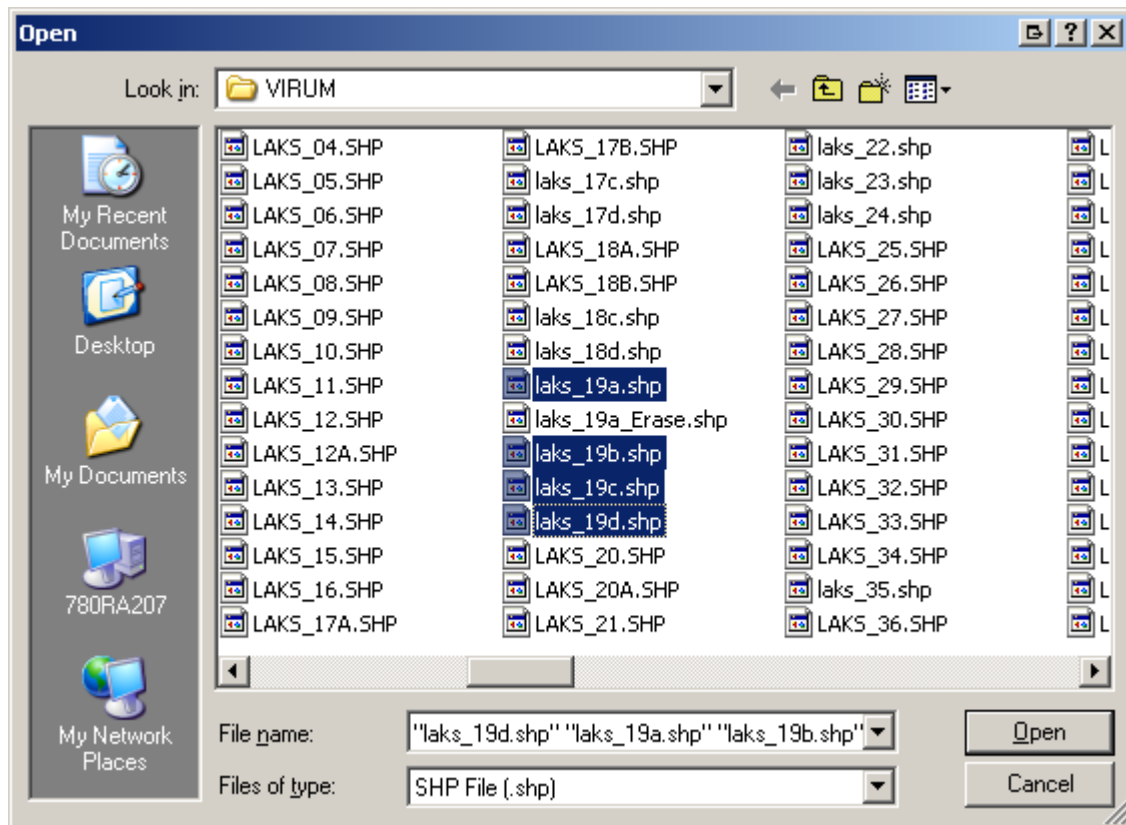 Open
Look in: VIRUM
My Recent
Documents
Desktop
My Documents
780RA207
My Network
Places
LAKS_04.SHP
LAKS_05.SHP
LAKS_06.SHP
LAKS_07.SHP
LAKS_08.SHP
LAKS_09.SHP
LAKS_10.SHP
LAKS_11.SHP
LAKS_12.SHP
LAKS_12A.SHP
LAKS_13.SHP
LAKS_14.SHP
LAKS_15.SHP
LAKS_16.SHP
LAKS_17A.SHP
LAKS_17B.SHP
laks_17c.shp
laks_17d.shp
LAKS_18A.SHP
LAKS_18B.SHP
laks_18c.shp
laks_18d.shp
laks_19a.shp
laks_19a_Erase.shp
laks_19b.shp
laks_19c.shp
laks_19d.shp
LAKS_20.SHP
LAKS_20A.SHP
LAKS_21.SHP
laks_22.shp
laks_23.shp
laks_24.shp
LAKS_25.SHP
LAKS_26.SHP
LAKS_27.SHP
LAKS_28.SHP
LAKS_29.SHP
LAKS_30.SHP
LAKS_31.SHP
LAKS_32.SHP
LAKS_33.SHP
LAKS_34.SHP
laks_35.shp
LAKS_36.SHP
File name: "laks_19d.shp" "laks_19a.shp" "laks_19b.shp" Open
Files of type: SHP File (.shp) Cancel